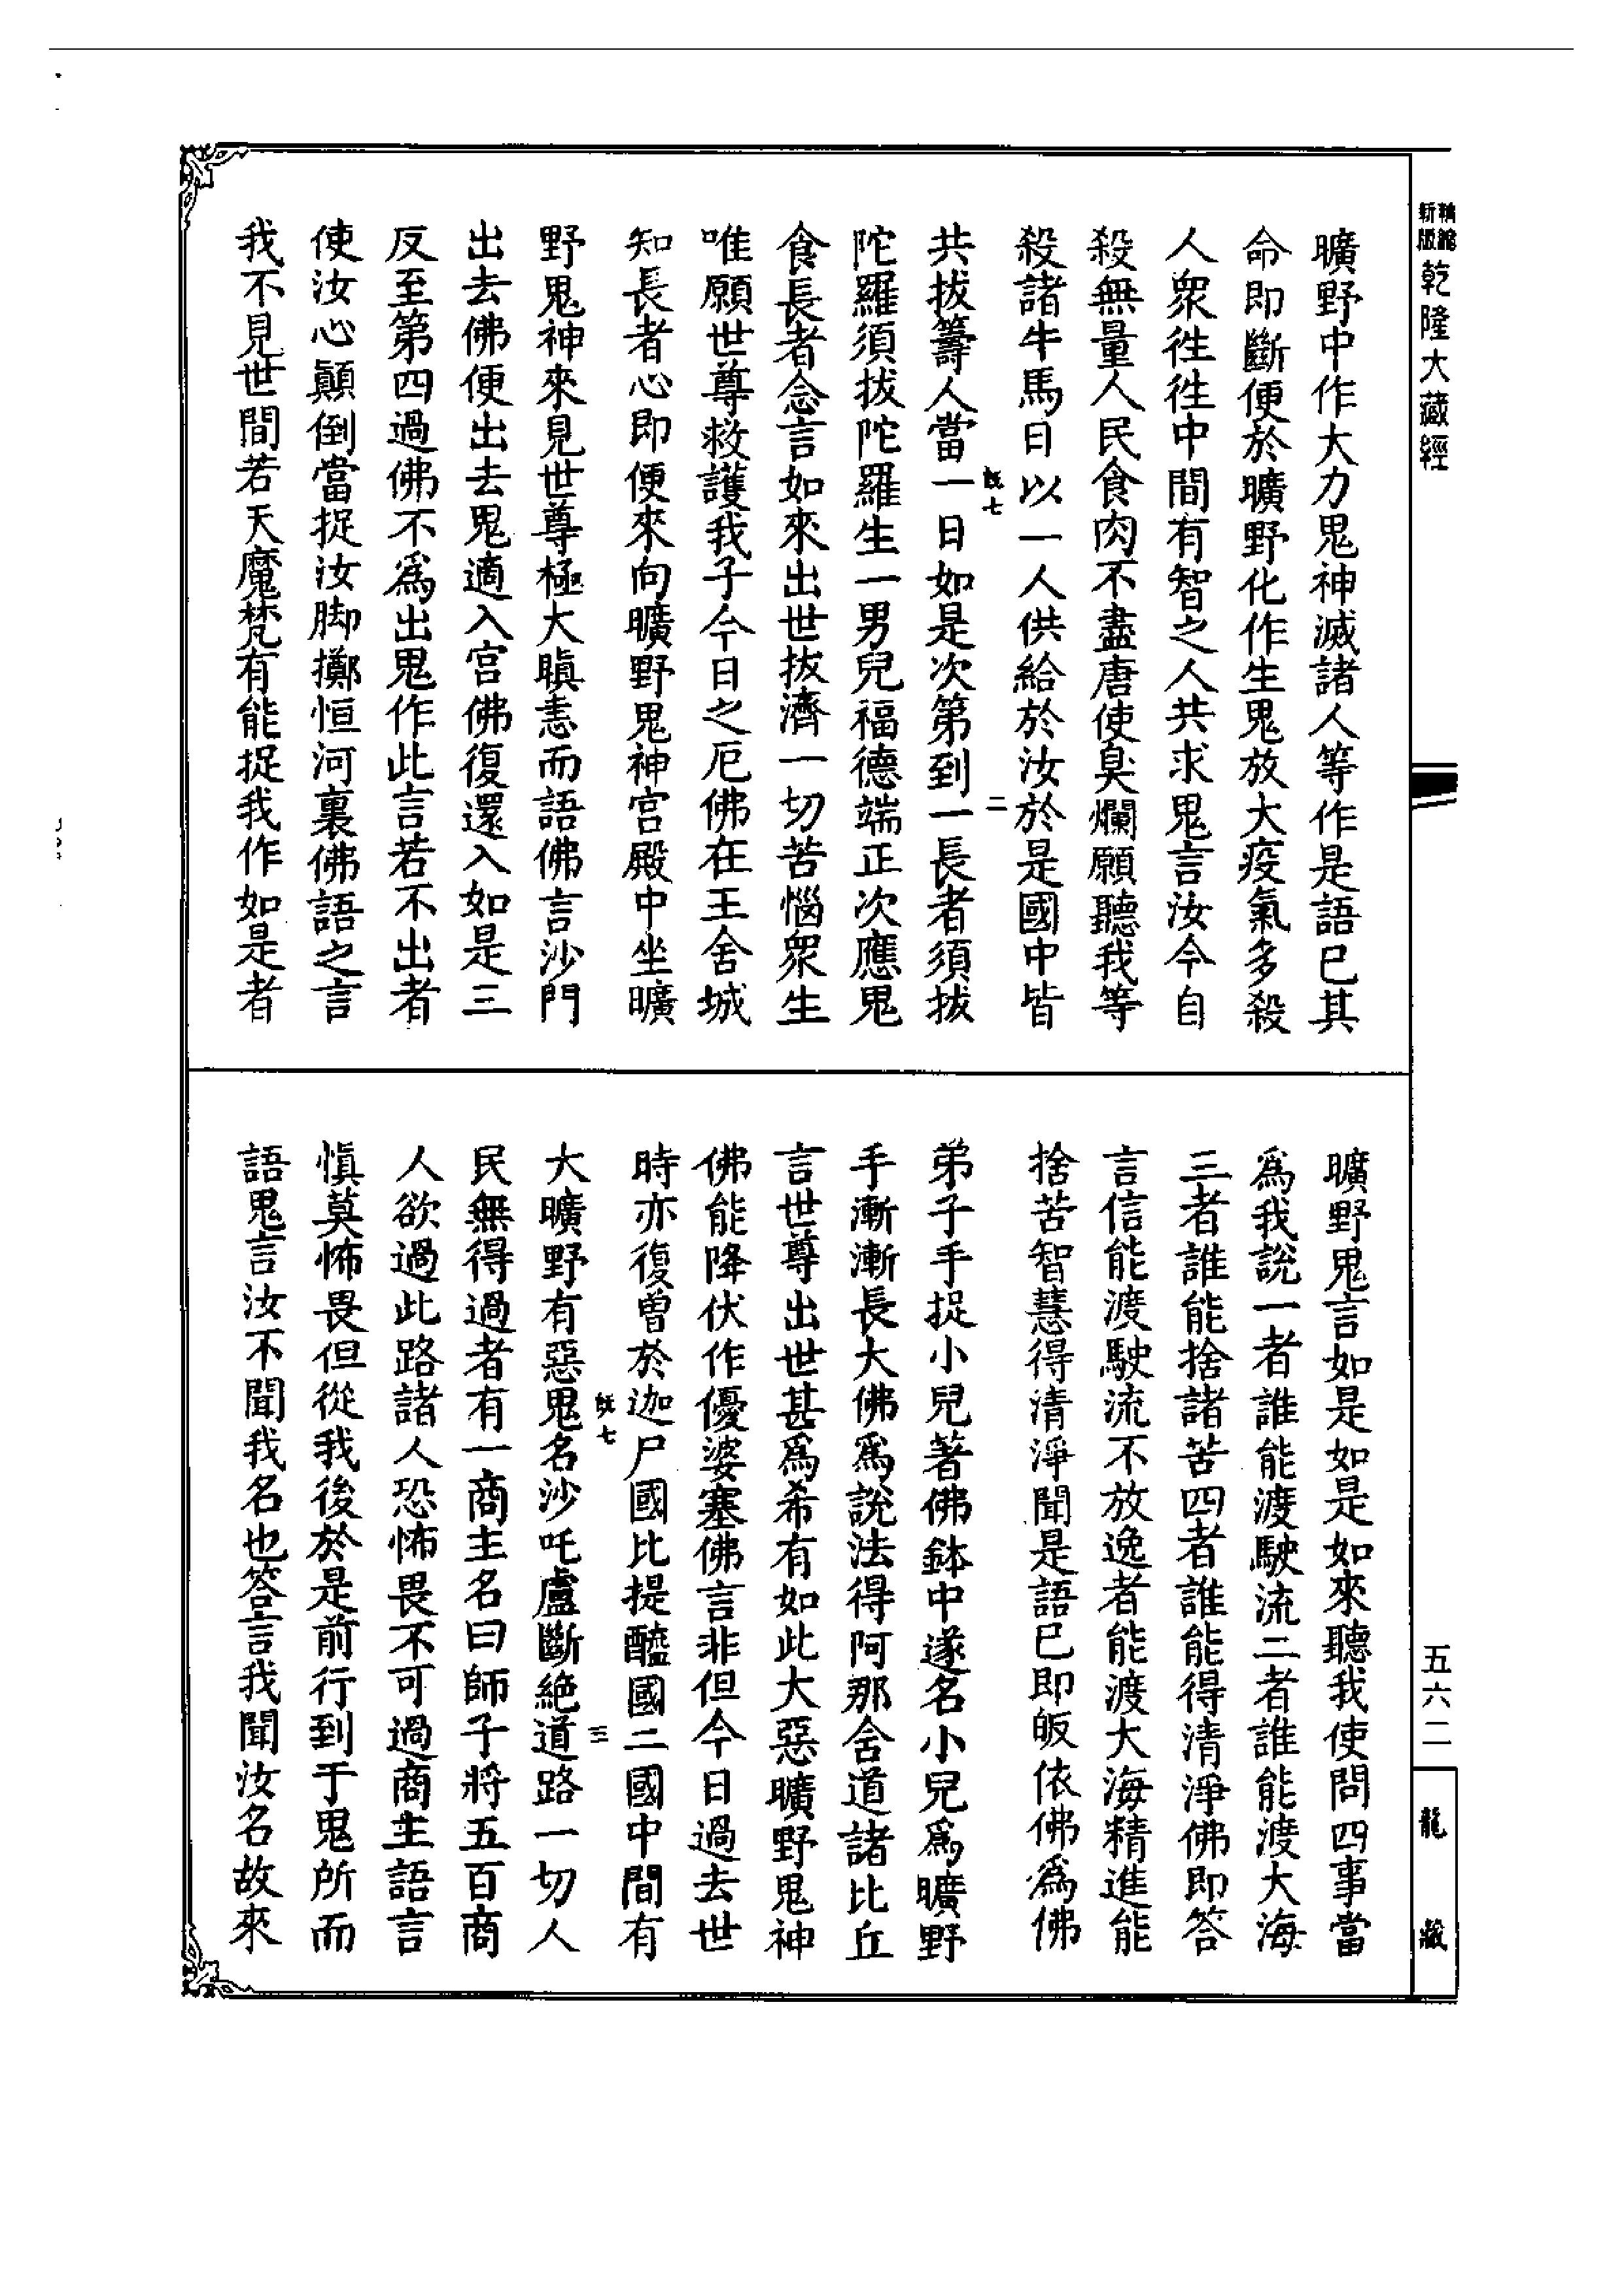 新編
縮版
乾隆大藏經
曠野中作大力鬼神滅諸人等作是語已其
命即斷便於曠野化作生鬼放大疫氣多殺
人衆徃徃中間有智之人共求鬼言汝今自
殺無量人民食肉不盡唐使臭爛願聽我等
殺諸牛馬日以一人供給於汝於是國中皆
既七
二
共拔籌人當一日如是次第到一長者須拔
陀羅須拔陀羅生一男兒福德端正次應鬼
食長者念言如來出世拔濟一切苦惱衆生
唯願世尊救護我子今日之厄佛在王舍城
知長者心即便來向曠野鬼神宮殿中坐曠
野鬼神來見世尊極大瞋恚而語佛言沙門
出去佛便出去鬼適入宮佛復還入如是三
反至第四過佛不爲出鬼作此言若不出者
使汝心顚倒當捉汝脚擲恒河裏佛語之言
我不見世間若天魔梵有能捉我作如是者
曠野鬼言如是如是如來聽我使問四事當
爲我說一者誰能渡駛流二者誰能渡大海
三者誰能捨諸苦四者誰能得清淨佛即答
言信能渡駛流不放逸者能渡大海精進能
捨苦智慧得清淨聞是語已即皈依佛爲佛
弟子手捉小兒著佛鉢中遂名小兒爲曠野
手漸漸長大佛爲說法得阿那含道諸比丘
言世尊出世甚爲希有如此大惡曠野鬼神
佛能降伏作優婆塞佛言非但今日過去世
時亦復曽於迦尸國比提醯國二國中間有
既七
三
大曠野有惡鬼名沙吒盧斷絶道路一切人
民無得過者有一商主名曰師子將五百商
人欲過此路諸人恐怖畏不可過商主語言
愼莫怖畏但從我後於是前行到于鬼所而
語鬼言汝不聞我名也答言我聞汝名故來
五六二
龍藏